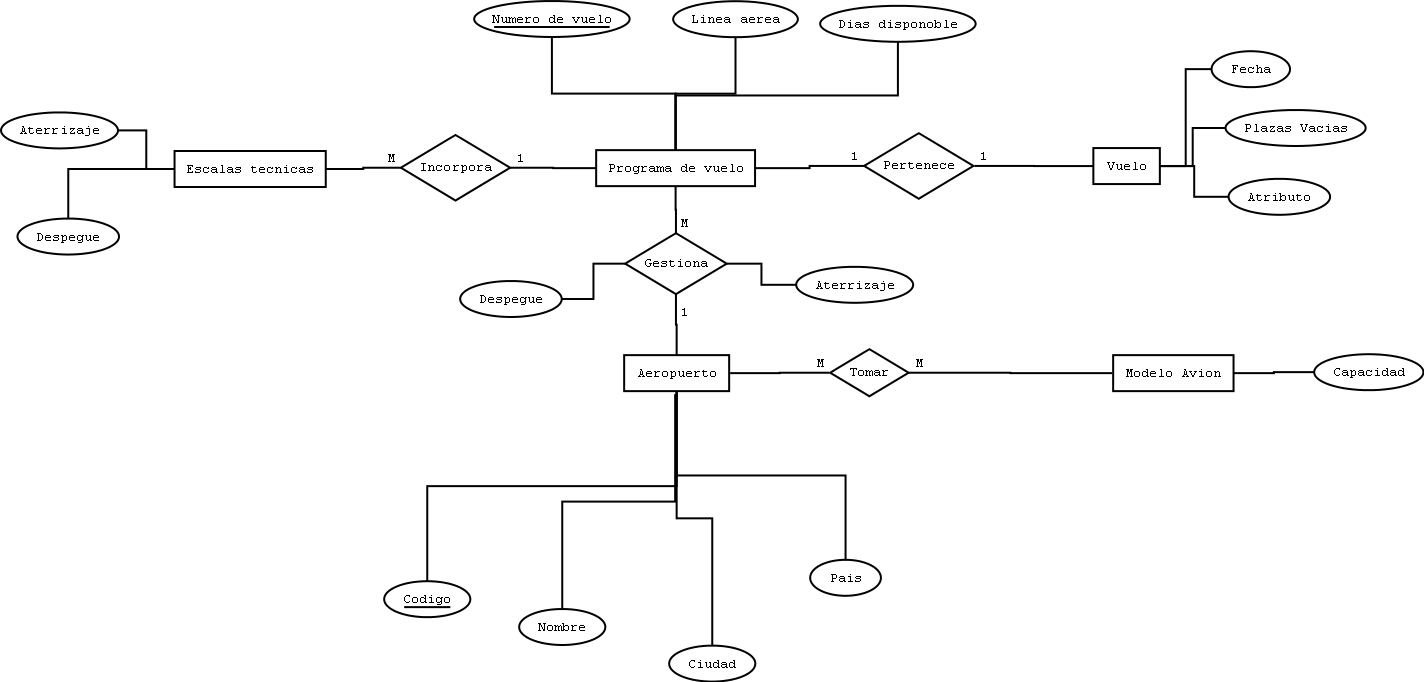 Numero de vuelo
Linea aerea
Dias disponoble
Fecha
Aterrizaje
Plazas Vacias
M
Incorpora
1
1
Pertenece
1
Escalas tecnicas
Programa de vuelo
Vuelo
Atributo
Despegue
M
Gestiona
Despegue
Aterrizaje
1
Aeropuerto
M
Tomar
M
Modelo Avion
Capacidad
Pais
Codigo
Nombre
Ciudad